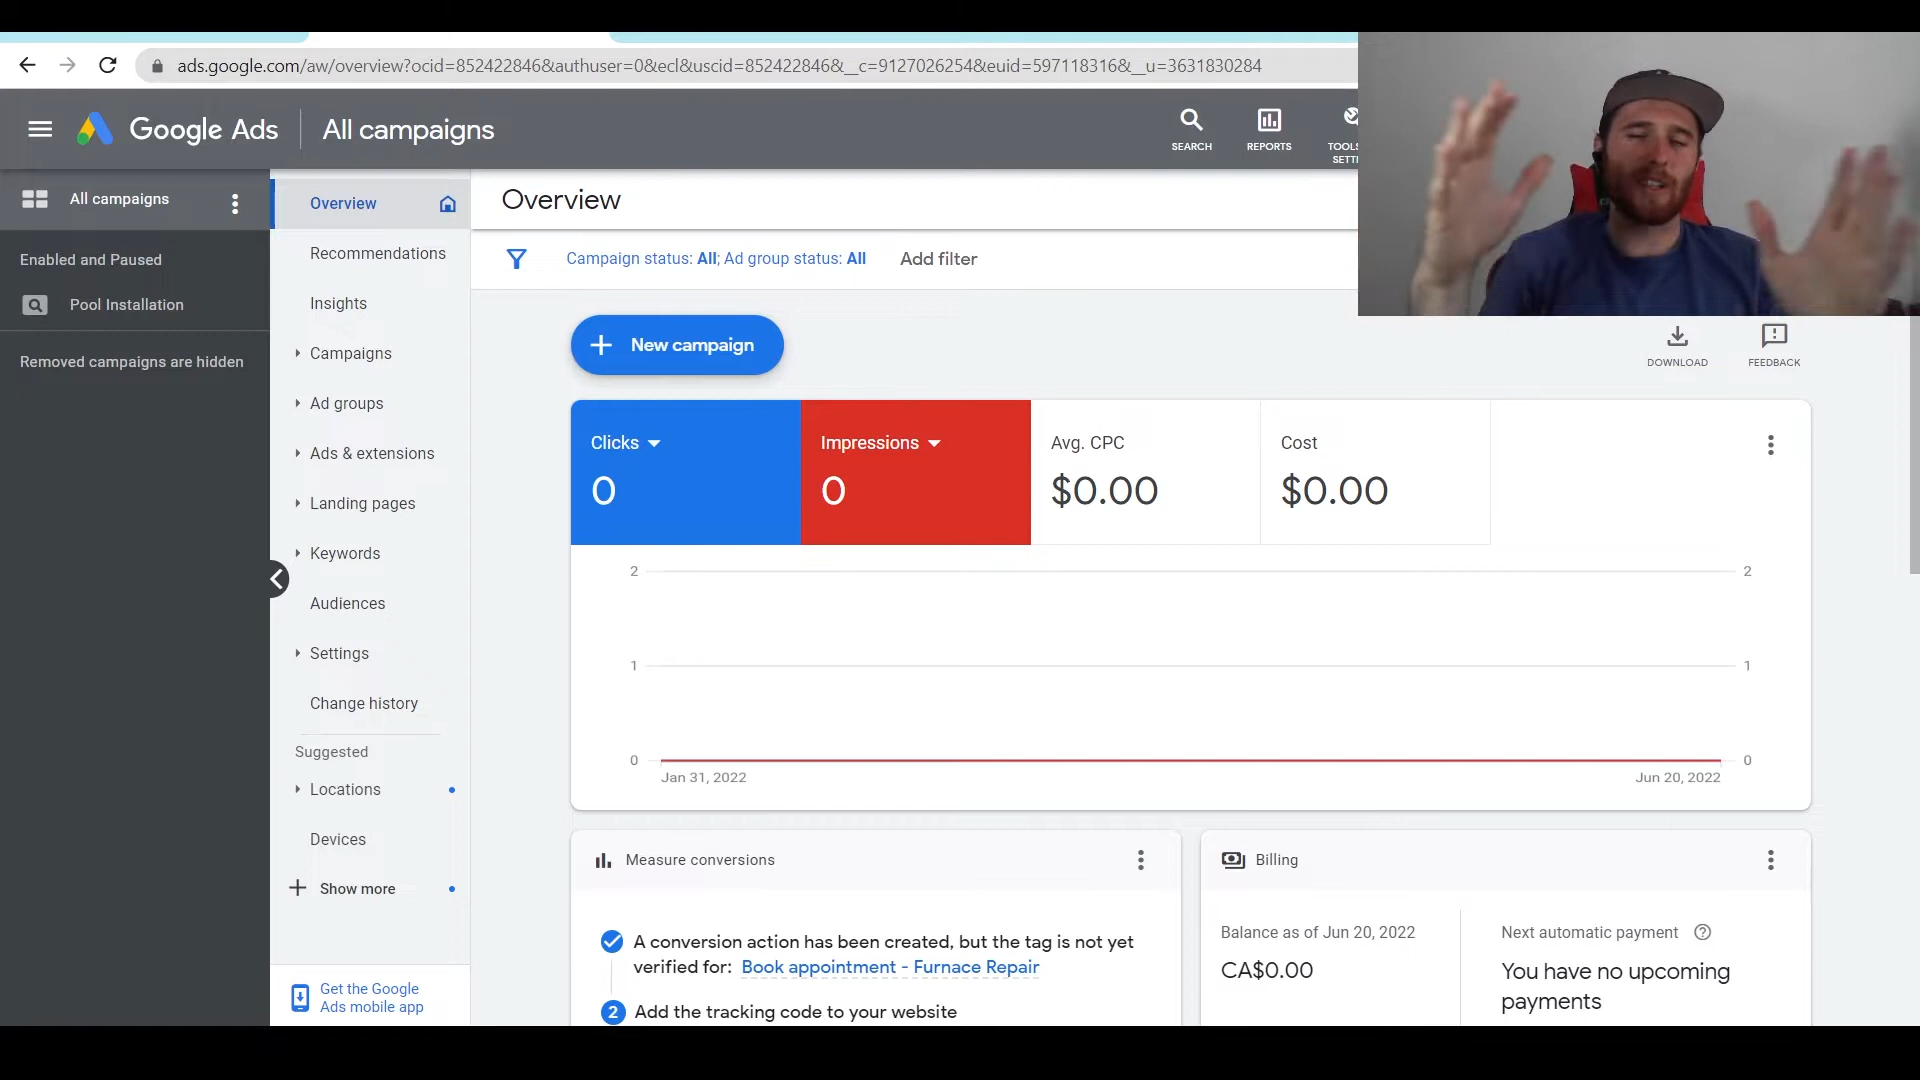 ads.google.com/aw/overview?ocid=852422846&authuser=0&ecl&uscid=852422846&__c=9127026254&euid=597118316&__u=3631830284
Google Ads
All campaigns
SEARCH
REPORTS
TOOLS
SETTI
All campaigns
Enabled and Paused
Pool Installation
Removed campaigns are hidden
Overview
Recommendations
Insights
Campaigns
Ad groups
Ads & extensions
Landing pages
Keywords
Audiences
Settings
Change history
Suggested
Locations
Devices
Show more
Get the Google
Ads mobile app
Overview
Campaign status: All; Ad group status: All
Add filter
New campaign
DOWNLOAD
FEEDBACK
Clicks
0
Impressions
0
Avg. CPC
$0.00
Cost
$0.00
2
2
1
1
0
0
Jan 31, 2022
Jun 20, 2022
Measure conversions
A conversion action has been created, but the tag is not yet
verified for: Book appointment - Furnace Repair
2
Add the tracking code to your website
Billing
Balance as of Jun 20, 2022
CA$0.00
Next automatic payment
You have no upcoming
payments